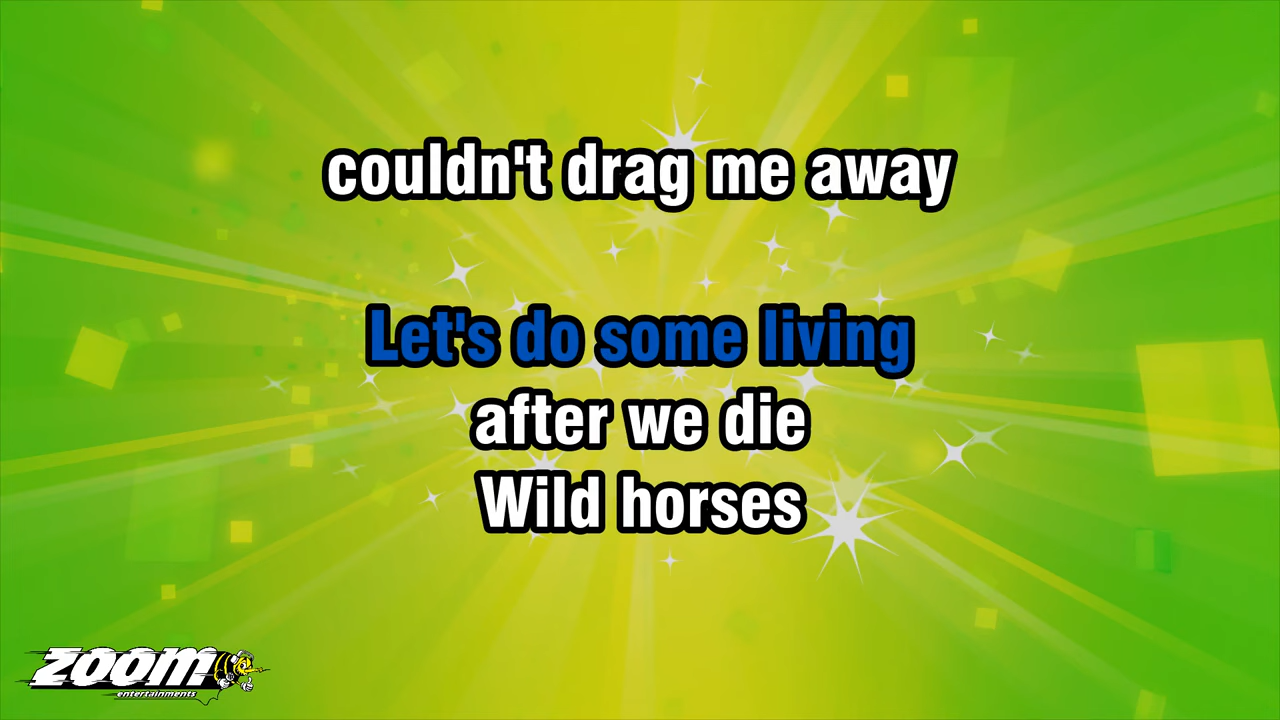 couldn't drag me away
Let's do some living
after we die
Wild horses
zoom
entertainments